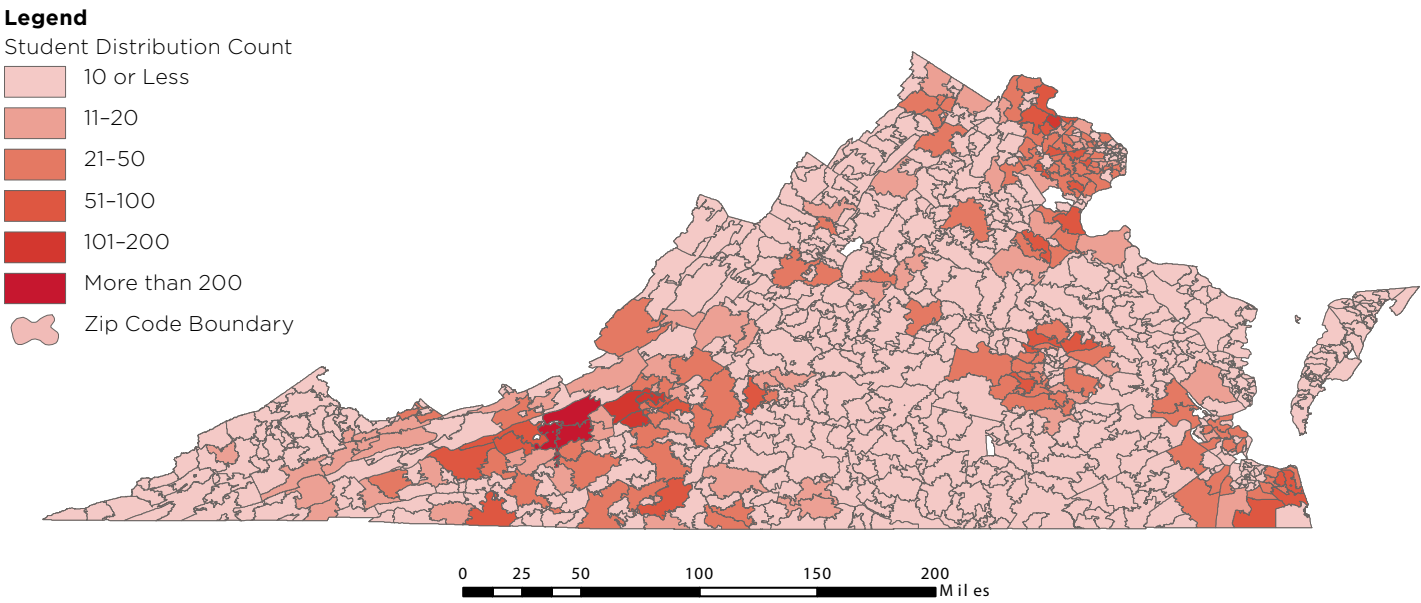 Legend
Student Distribution Count
10 or Less
11–20
21–50
51–100
101–200
More than 200
Zip Code Boundary
0 25 50 100 150 200
Miles